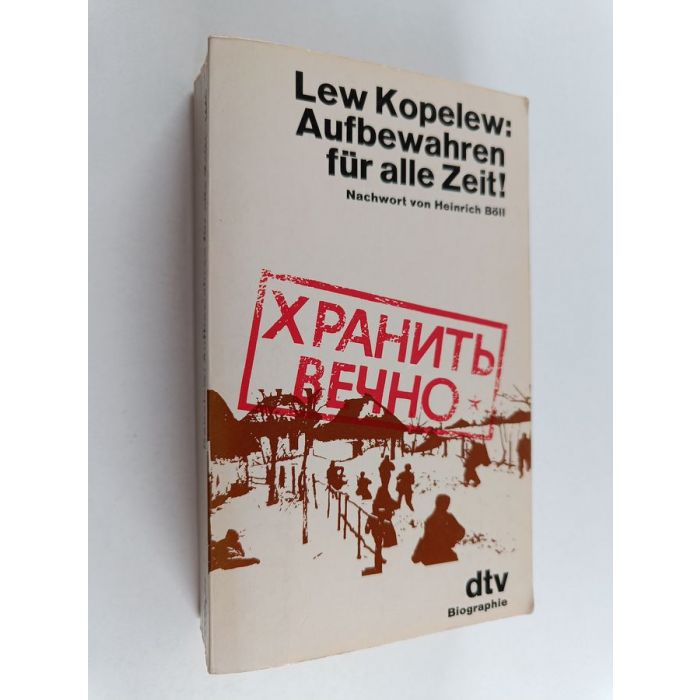 Lew Kopelew:
Aufbewahren
für alle Zeit!
Nachwort von Heinrich Böll
ХРАНИТЬ
ВЕЧНО
dtv
Biographie